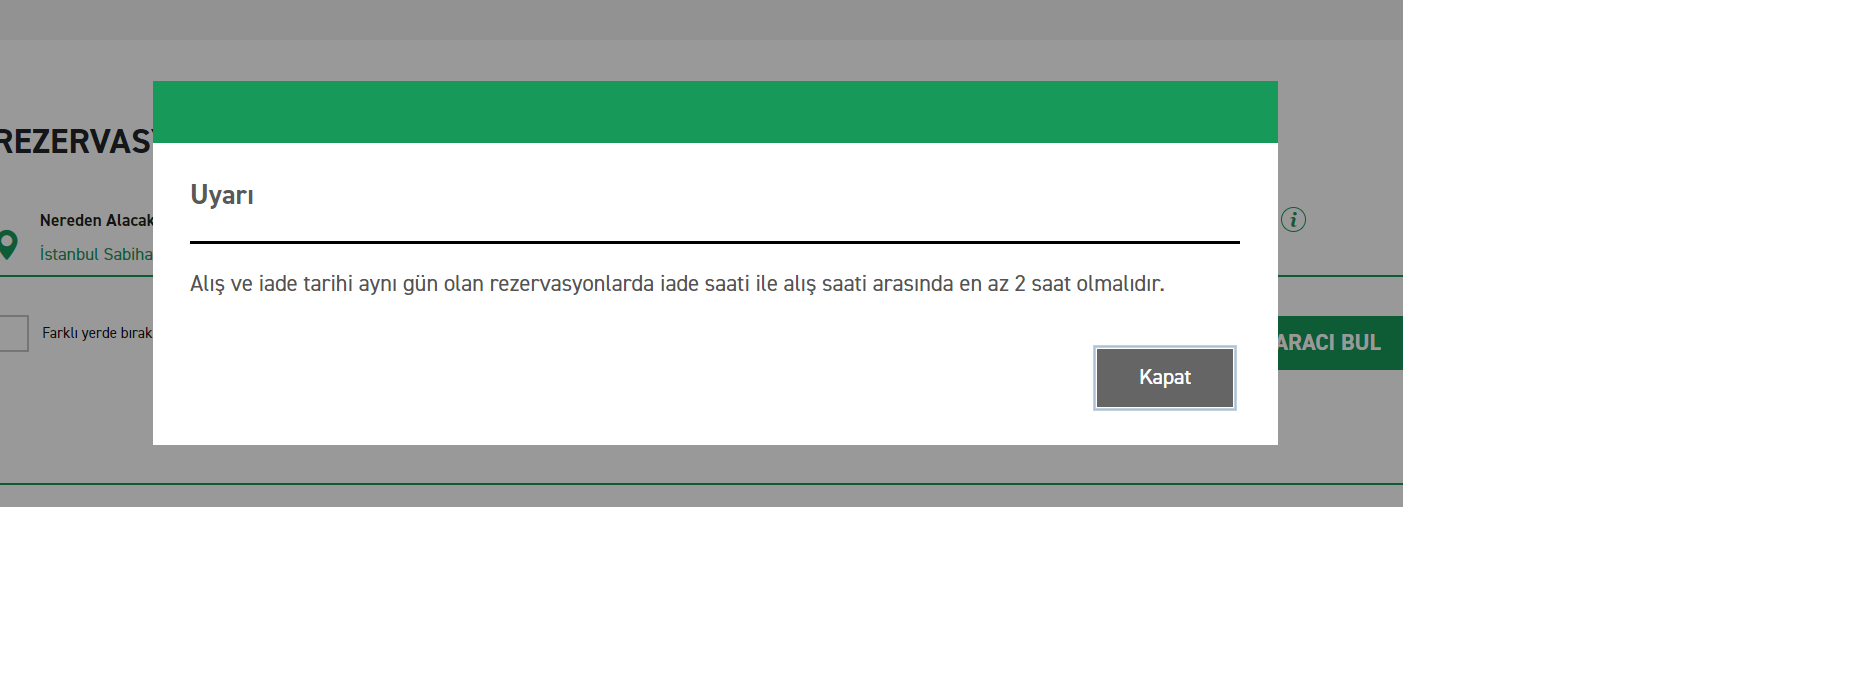 REZERVAS
Uyarı
Nereden Alacak
İstanbul Sabiha
Alış ve iade tarihi aynı gün olan rezervasyonlarda iade saati ile alış saati arasında en az 2 saat olmalıdır.
Farklı yerde bırak
ARACI BUL
Kapat